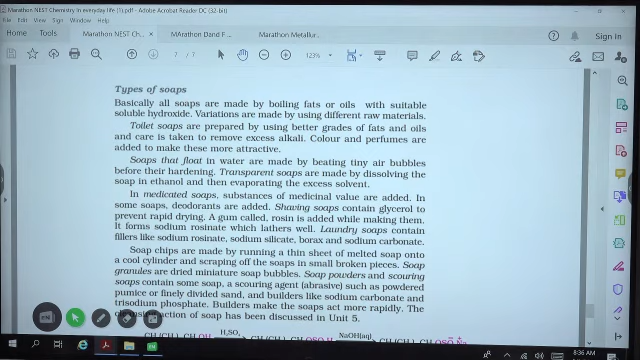 Marathon NEST Chemistry in everyday life (1).pdf - Adobe Acrobat Reader DC (32-bit)
File Edit View Sign Window Help
Home Tools Marathon NEST Ch... MArathon Dand F ... Marathon Metallur... Sign In
7 / 7 123%
Types of soaps
Basically all soaps are made by boiling fats or oils with suitable
soluble hydroxide. Variations are made by using different raw materials.
Toilet soaps are prepared by using better grades of fats and oils
and care is taken to remove excess alkali. Colour and perfumes are
added to make these more attractive.
Soaps that float in water are made by beating tiny air bubbles
before their hardening. Transparent soaps are made by dissolving the
soap in ethanol and then evaporating the excess solvent.
In medicated soaps, substances of medicinal value are added. In
some soaps, deodorants are added. Shaving soaps contain glycerol to
prevent rapid drying. A gum called, rosin is added while making them.
It forms sodium rosinate which lathers well. Laundry soaps contain
fillers like sodium rosinate, sodium silicate, borax and sodium carbonate.
Soap chips are made by running a thin sheet of melted soap onto
a cool cylinder and scraping off the soaps in small broken pieces. Soap
granules are dried miniature soap bubbles. Soap powders and scouring
soaps contain some soap, a scouring agent (abrasive) such as powdered
pumice or finely divided sand, and builders like sodium carbonate and
trisodium phosphate. Builders make the soaps act more rapidly. The
of soap has been discussed in Unit 5.
H₂SO₄ NaOH(aq)
8:36 AM